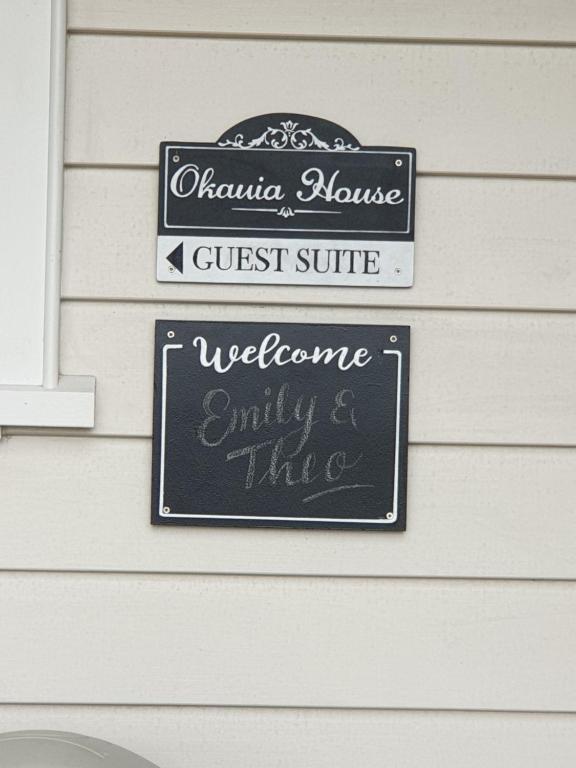 Okauia House
GUEST SUITE
Welcome
Emily &
Theo